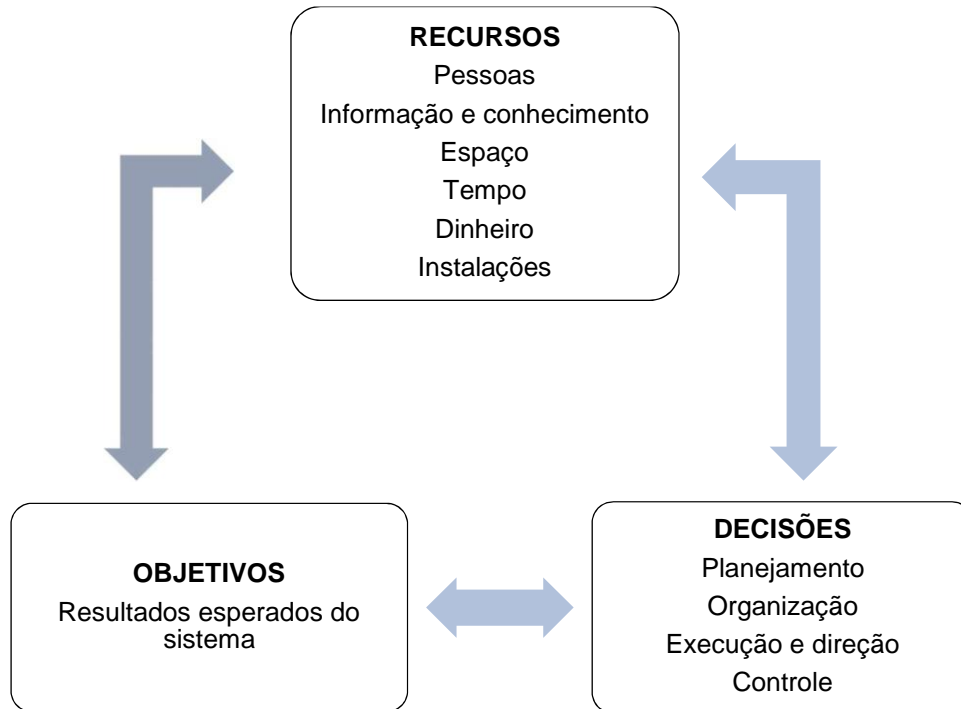 RECURSOS
Pessoas
Informação e conhecimento
Espaço
Tempo
Dinheiro
Instalações
OBJETIVOS
Resultados esperados do
sistema
DECISÕES
Planejamento
Organização
Execução e direção
Controle